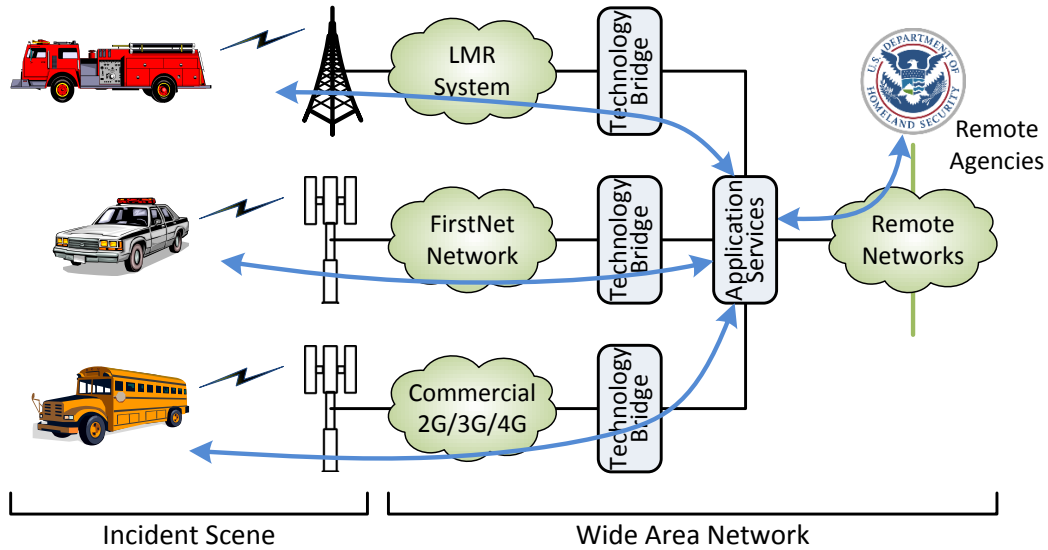 LMR
System
Technology
Bridge
U.S. DEPARTMENT OF
HOMELAND SECURITY
Remote
Agencies
FirstNet
Network
Technology
Bridge
Application
Services
Remote
Networks
Commercial
2G/3G/4G
Technology
Bridge
Incident Scene
Wide Area Network